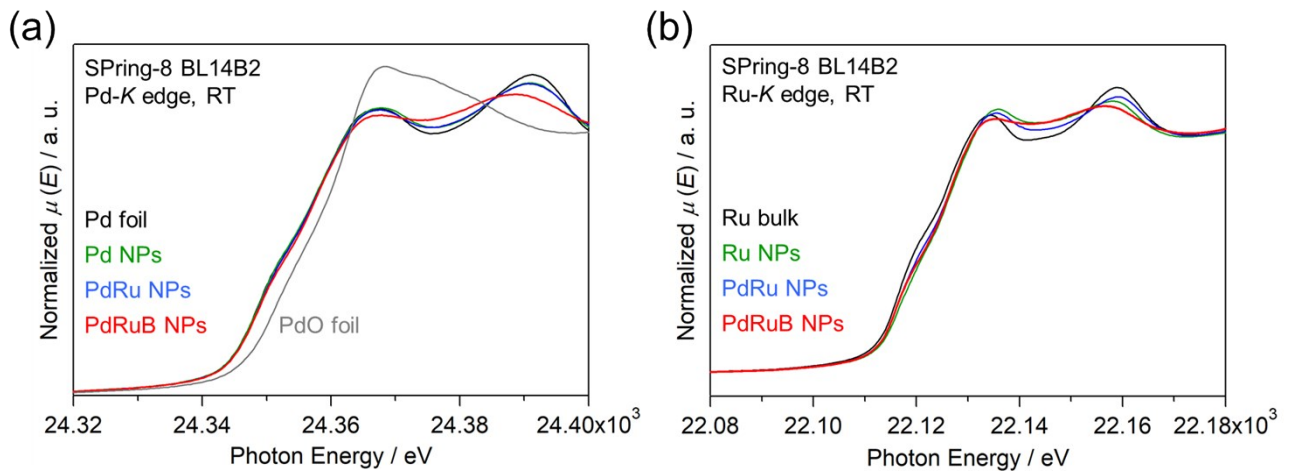 (a)
SPring-8 BL14B2
Pd-K edge, RT
Pd foil
Pd NPs
PdRu NPs
PdRuB NPs
PdO foil
Normalized μ(E) / a. u.
24.32 24.34 24.36 24.38 24.40x10³
Photon Energy / eV
(b)
SPring-8 BL14B2
Ru-K edge, RT
Ru bulk
Ru NPs
PdRu NPs
PdRuB NPs
Normalized μ(E) / a. u.
22.08 22.10 22.12 22.14 22.16 22.18x10³
Photon Energy / eV